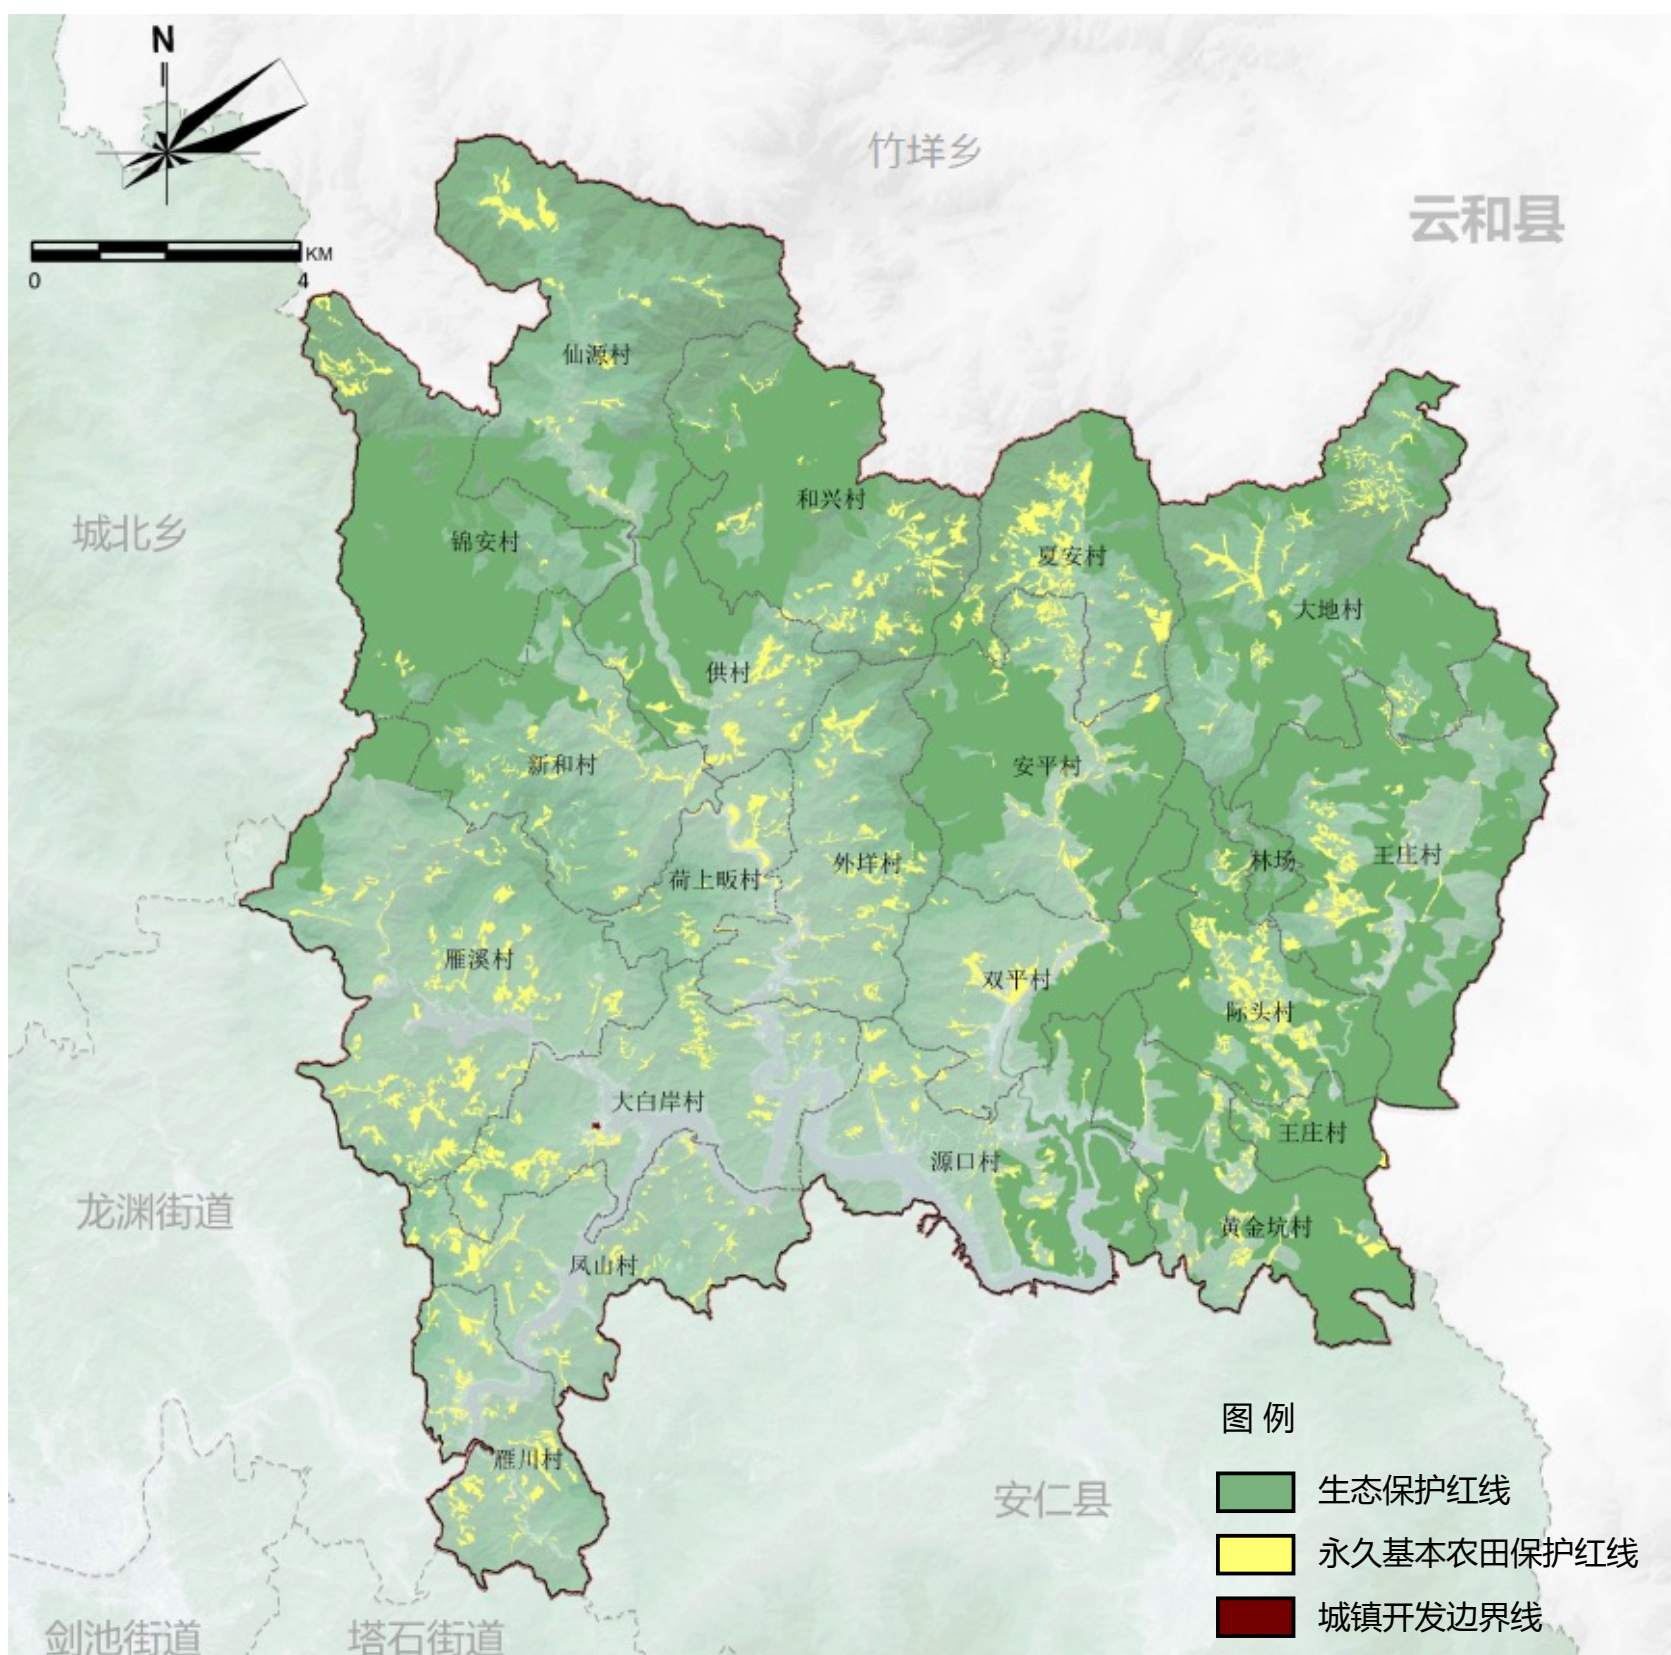 N
竹垟乡
云和县
KM
0
4
仙源村
和兴村
城北乡
锦安村
夏安村
大地村
供村
新和村
安平村
外垟村
林场
王庄村
荷上畈村
雁溪村
双平村
际头村
大白岸村
王庄村
源口村
龙渊街道
黄金坑村
凤山村
图 例
雁川村
生态保护红线
安仁县
永久基本农田保护红线
城镇开发边界线
剑池街道
塔石街道